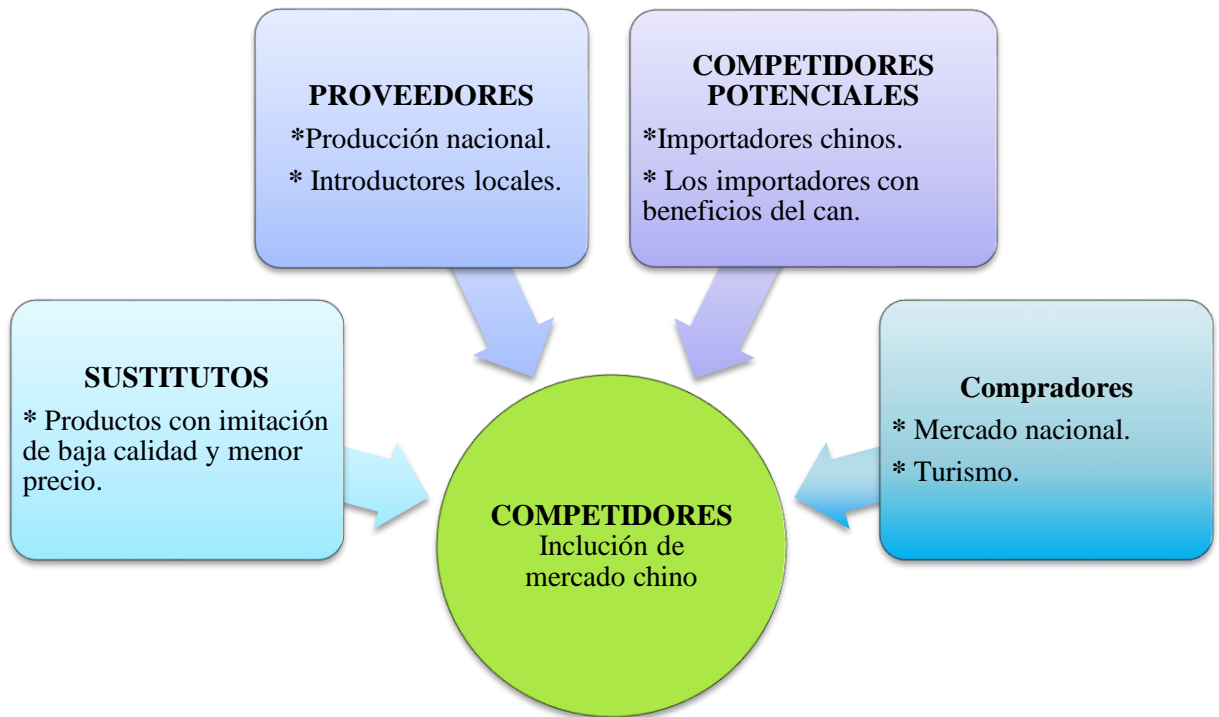 PROVEEDORES
*Producción nacional.
* Introductores locales.
COMPETIDORES
POTENCIALES
*Importadores chinos.
* Los importadores con
beneficios del can.
SUSTITUTOS
* Productos con imitación
de baja calidad y menor
precio.
Compradores
* Mercado nacional.
* Turismo.
COMPETIDORES
Inclución de
mercado chino